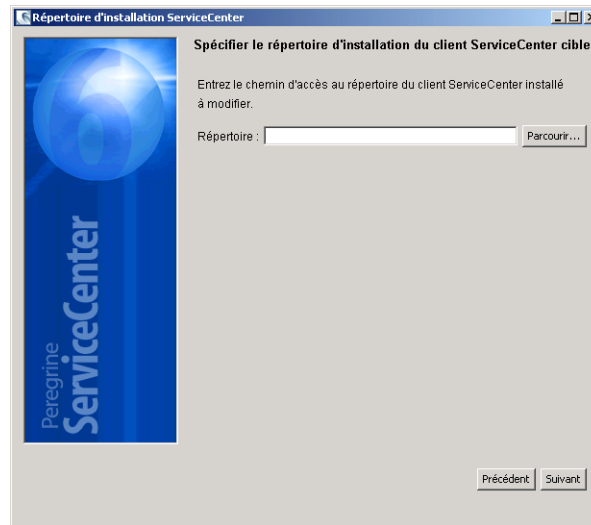 Répertoire d'installation ServiceCenter
Spécifier le répertoire d'installation du client ServiceCenter cible
Entrez le chemin d'accès au répertoire du client ServiceCenter installé
à modifier.
Répertoire :
Parcourir...
6
Peregrine
ServiceCenter
Précédent
Suivant